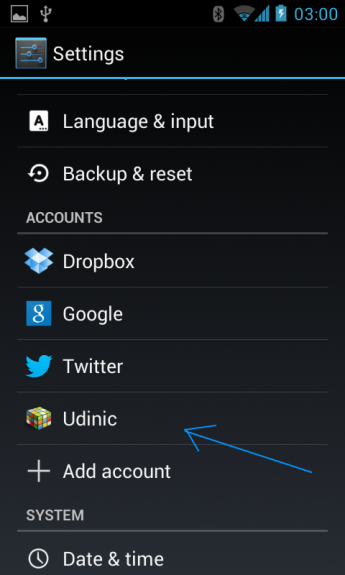 03:00
Settings
Language & input
Backup & reset
ACCOUNTS
Dropbox
Google
Twitter
Udinic
Add account
SYSTEM
Date & time